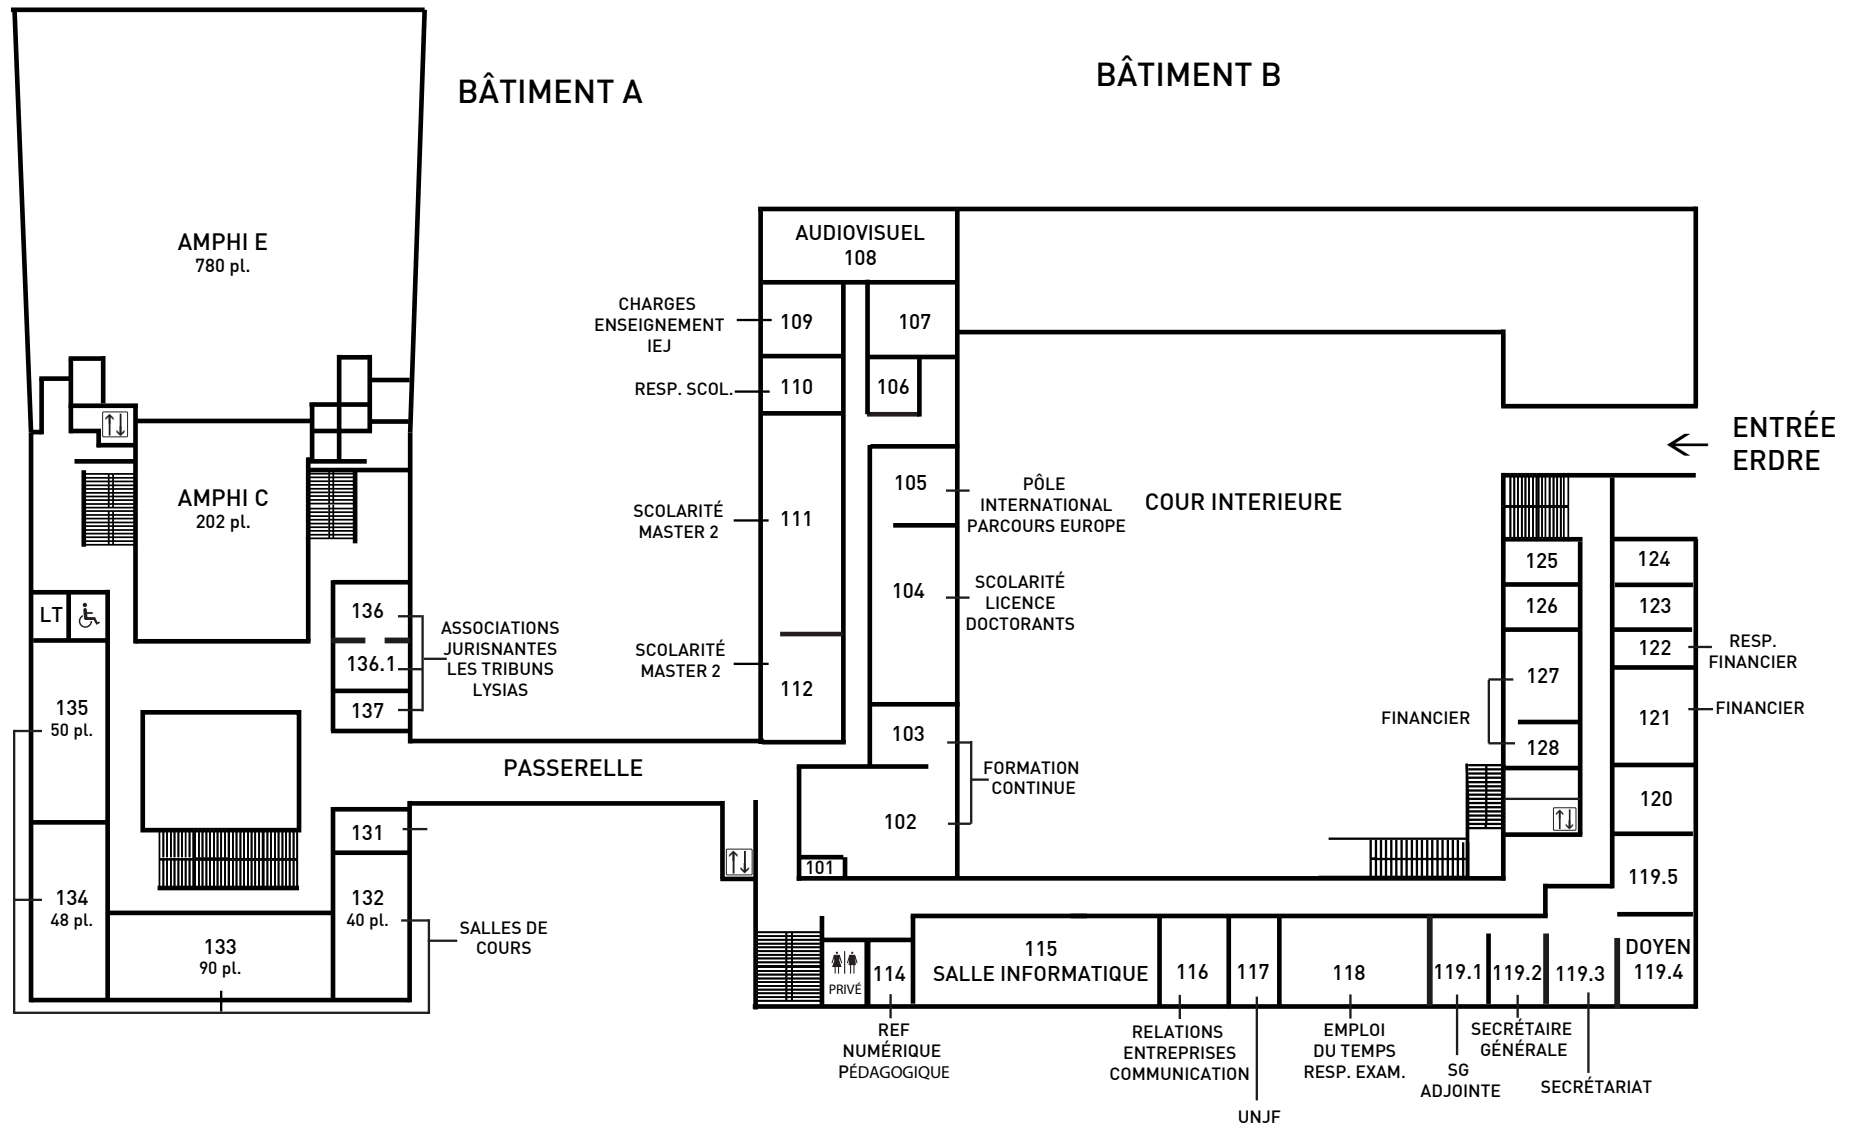 BÂTIMENT A
BÂTIMENT B
AMPHI E
780 pl.
AMPHI C
202 pl.
LT
135
50 pl.
134
48 pl.
133
90 pl.
132
40 pl.
131
136
136.1
137
ASSOCIATIONS
JURISNANTES
LES TRIBUNS
LYSIAS
SALLES DE
COURS
PASSERELLE
AUDIOVISUEL
108
CHARGES
ENSEIGNEMENT
IEJ
109
107
RESP. SCOL.
110
106
SCOLARITÉ
MASTER 2
111
SCOLARITÉ
MASTER 2
112
105
PÔLE
INTERNATIONAL
PARCOURS EUROPE
104
SCOLARITÉ
LICENCE
DOCTORANTS
103
FORMATION
CONTINUE
102
101
COUR INTERIEURE
ENTRÉE
ERDRE
125
126
127
128
FINANCIER
124
123
122
RESP.
FINANCIER
121
FINANCIER
120
119.5
DOYEN
119.4
PRIVÉ
114
REF
NUMÉRIQUE
PÉDAGOGIQUE
115
SALLE INFORMATIQUE
116
RELATIONS
ENTREPRISES
COMMUNICATION
117
UNJF
118
EMPLOI
DU TEMPS
RESP. EXAM.
119.1
SG
ADJOINTE
119.2
SECRÉTAIRE
GÉNÉRALE
119.3
SECRÉTARIAT